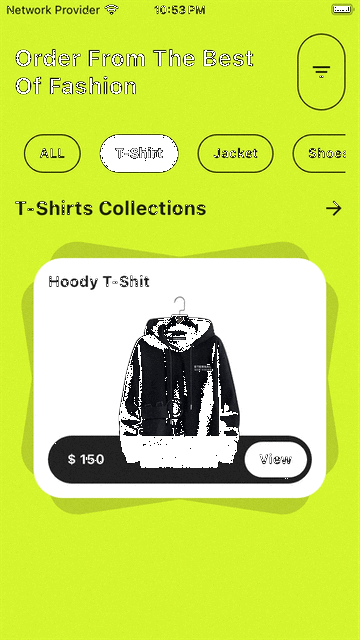 Network Provider 10:53 PM
Order From The Best
Of Fashion
ALL T-Shirt Jacket Shoes
T-Shirts Collections
Hoody T-Shit
$ 150 View